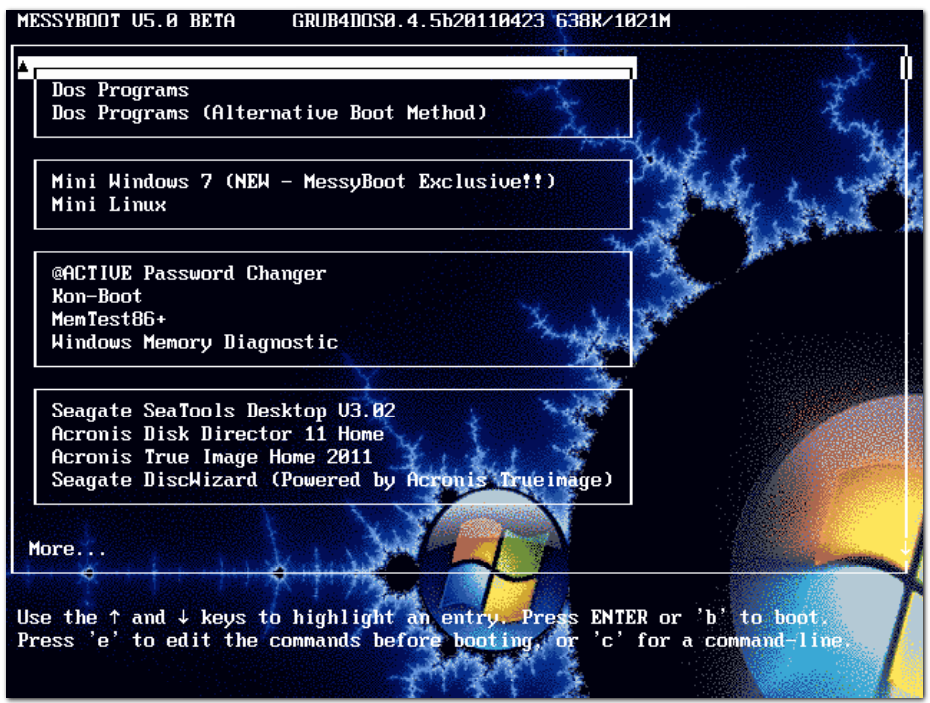 MESSYBOOT V5.0 BETA GRUB4DOS0.4.5b20110423 638K/1021M
Dos Programs
Dos Programs (Alternative Boot Method)
Mini Windows 7 (NEW - MessyBoot Exclusive!!)
Mini Linux
@ACTIVE Password Changer
Kon-Boot
MemTest86+
Windows Memory Diagnostic
Seagate SeaTools Desktop V3.02
Acronis Disk Director 11 Home
Acronis True Image Home 2011
Seagate DiscWizard (Powered by Acronis Trueimage)
More...
Use the ↑ and ↓ keys to highlight an entry. Press ENTER or 'b' to boot.
Press 'e' to edit the commands before booting, or 'c' for a command-line.